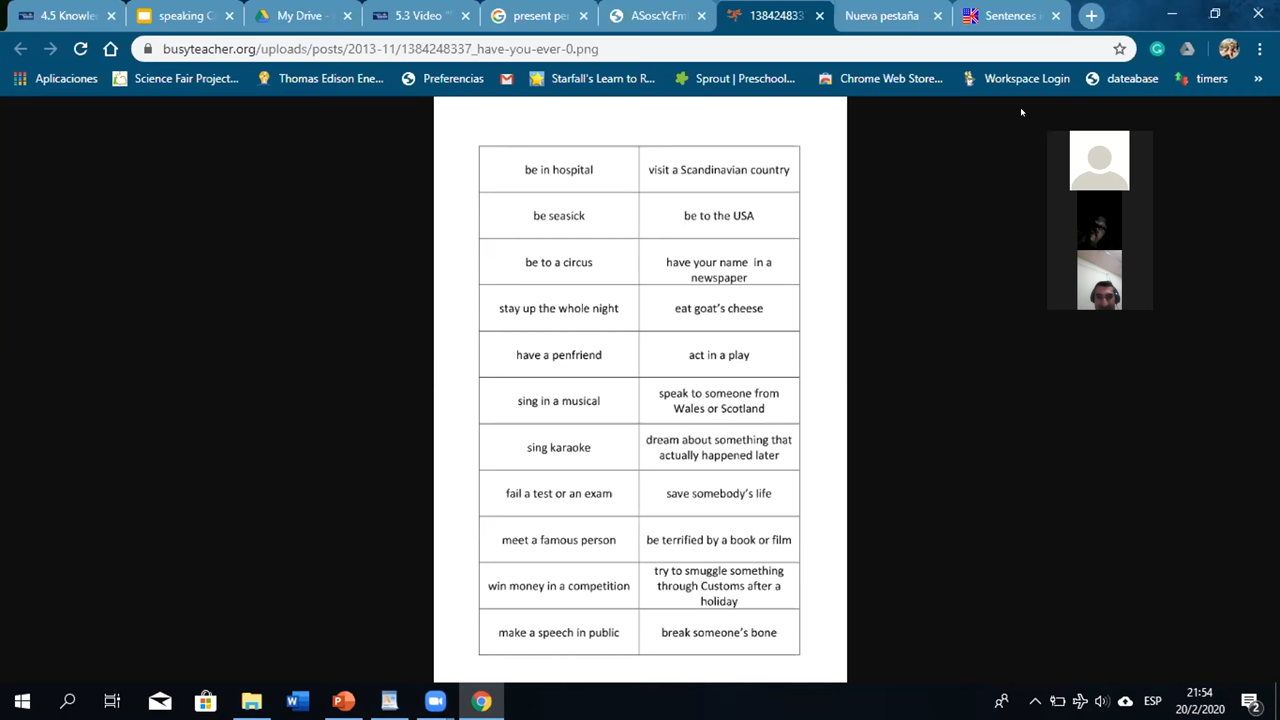 4.5 Knowle
speaking C
My Drive -
5.3 Video "
present pe
ASoscYcFm
138424833
Nueva pestaña
Sentences i
busyteacher.org/uploads/posts/2013-11/1384248337_have-you-ever-0.png
Aplicaciones
Science Fair Project...
Thomas Edison Ene...
Preferencias
Starfall's Learn to R...
Sprout | Preschool...
Chrome Web Store...
Workspace Login
dateabase
timers
»
be in hospital
visit a Scandinavian country
be seasick
be to the USA
be to a circus
have your name in a
newspaper
stay up the whole night
eat goat's cheese
have a penfriend
act in a play
sing in a musical
speak to someone from
Wales or Scotland
sing karaoke
dream about something that
actually happened later
fail a test or an exam
save somebody's life
meet a famous person
be terrified by a book or film
win money in a competition
try to smuggle something
through Customs after a
holiday
make a speech in public
break someone's bone
ESP
21:54
20/2/2020
2